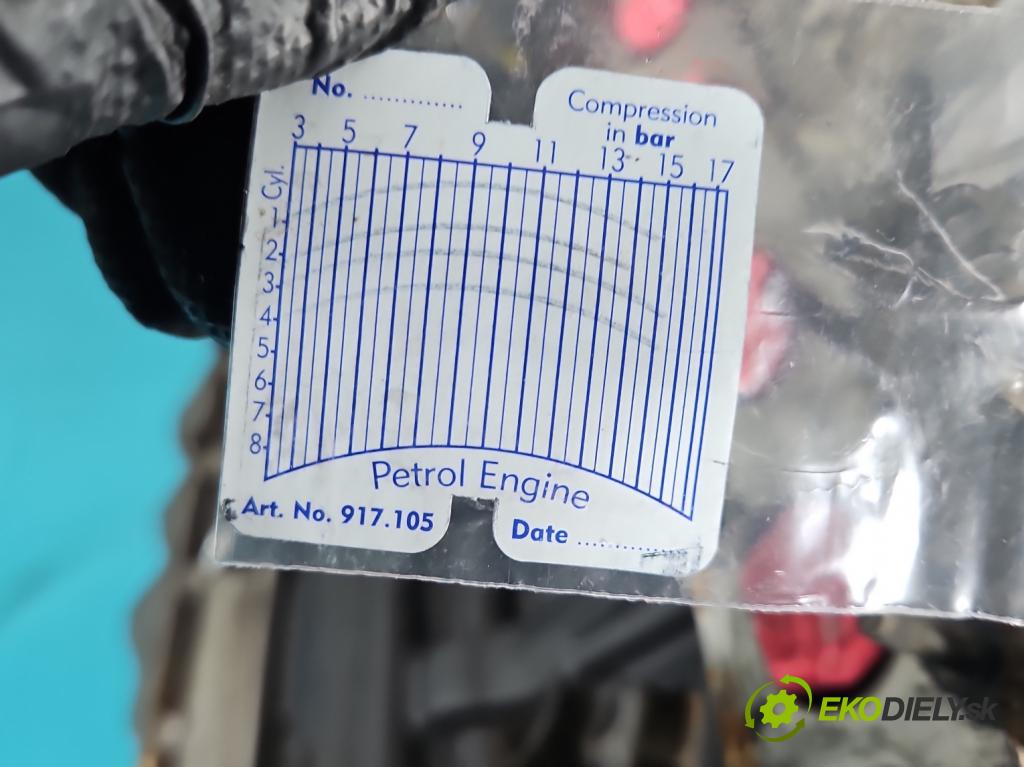 No. .............
Compression
in bar
3 5 7 9 11 13 15 17
Cyl.
1
2
3
4
5
6
7
8
Petrol Engine
Art. No. 917.105
Date ..............
EKODIELY.sk